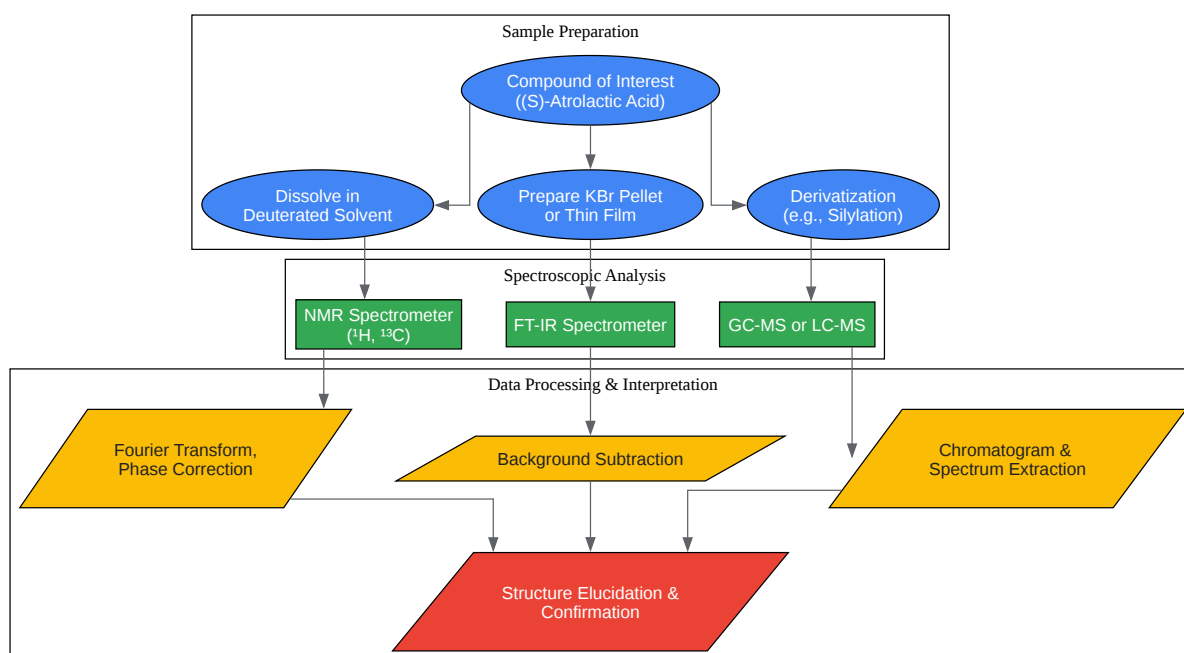 Sample Preparation
Compound of Interest
((S)-Atrolactic Acid)
Dissolve in
Deuterated Solvent
Prepare KBr Pellet
or Thin Film
Derivatization
(e.g., Silylation)
Spectroscopic Analysis
NMR Spectrometer
(¹H, ¹³C)
FT-IR Spectrometer
GC-MS or LC-MS
Data Processing & Interpretation
Fourier Transform,
Phase Correction
Background Subtraction
Chromatogram &
Spectrum Extraction
Structure Elucidation &
Confirmation